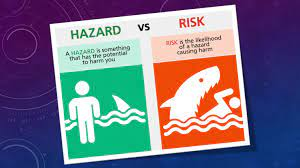 HAZARD VS RISK
A HAZARD is something
that has the potential
to harm you
RISK is the likelihood
of a hazard
causing harm